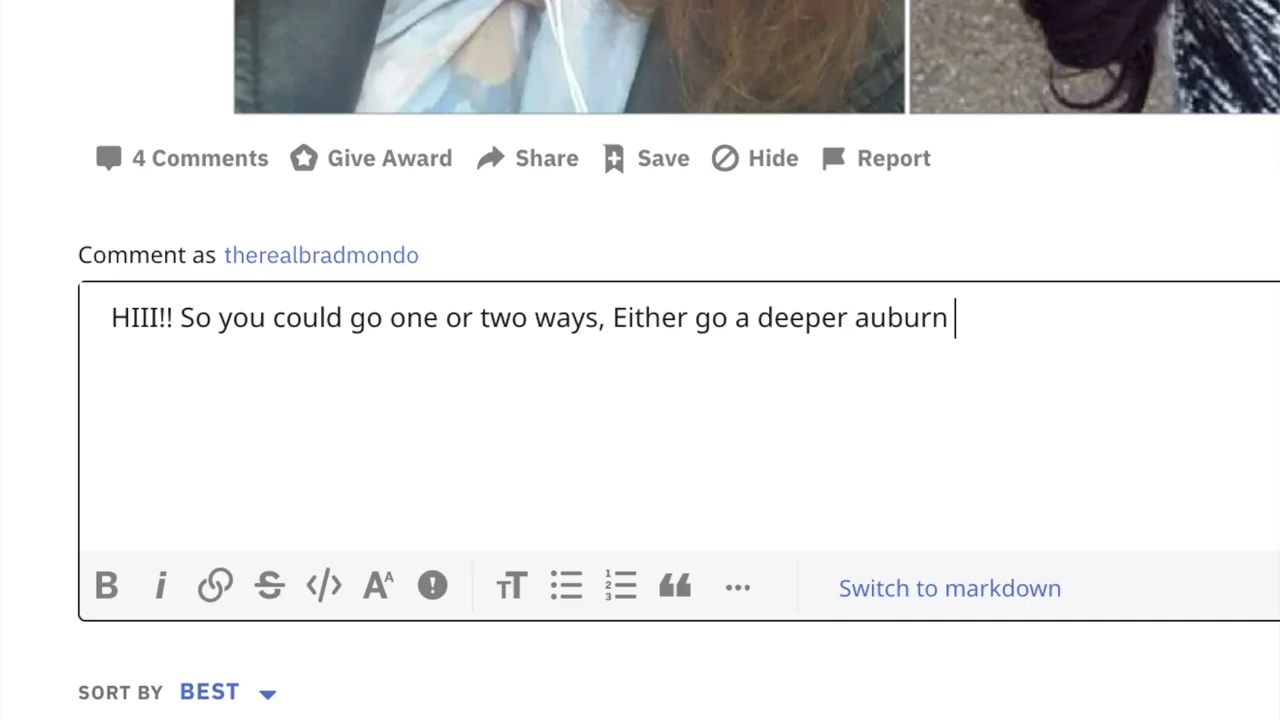 4 Comments Give Award Share Save Hide Report
Comment as therealbradmondo
HIII!! So you could go one or two ways, Either go a deeper auburn
Switch to markdown
SORT BY BEST